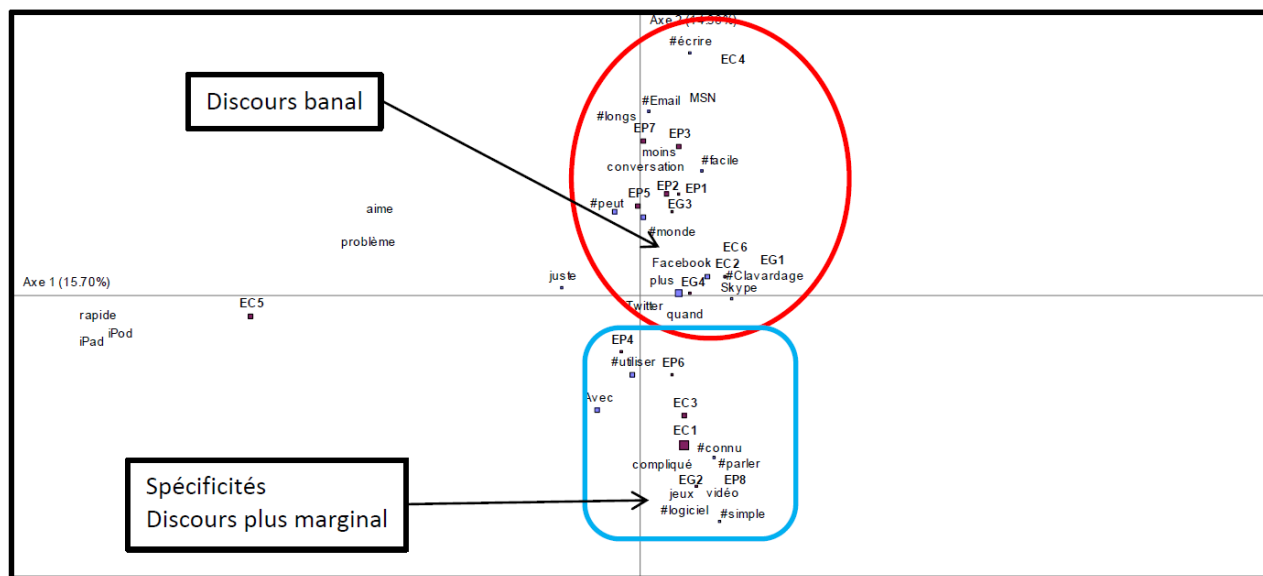 Axe 2
#écrire
EC4
Discours banal
MSN
#Email
#longs
EP7
EP3
moins
#facile
conversation
EP2
EP1
EP5
#peut
EG3
aime
#monde
problème
EC6
Facebook
EC2
EG1
juste
plus
EG4
#Clavardage
Axe 1 (15.70%)
Skype
EC5
Twitter
rapide
quand
iPod
iPad
EP4
#utiliser
EP6
Avec
EC3
EC1
#connu
compliqué
#parler
EG2
EP8
Spécificités
jeux
vidéo
Discours plus marginal
#logiciel
#simple